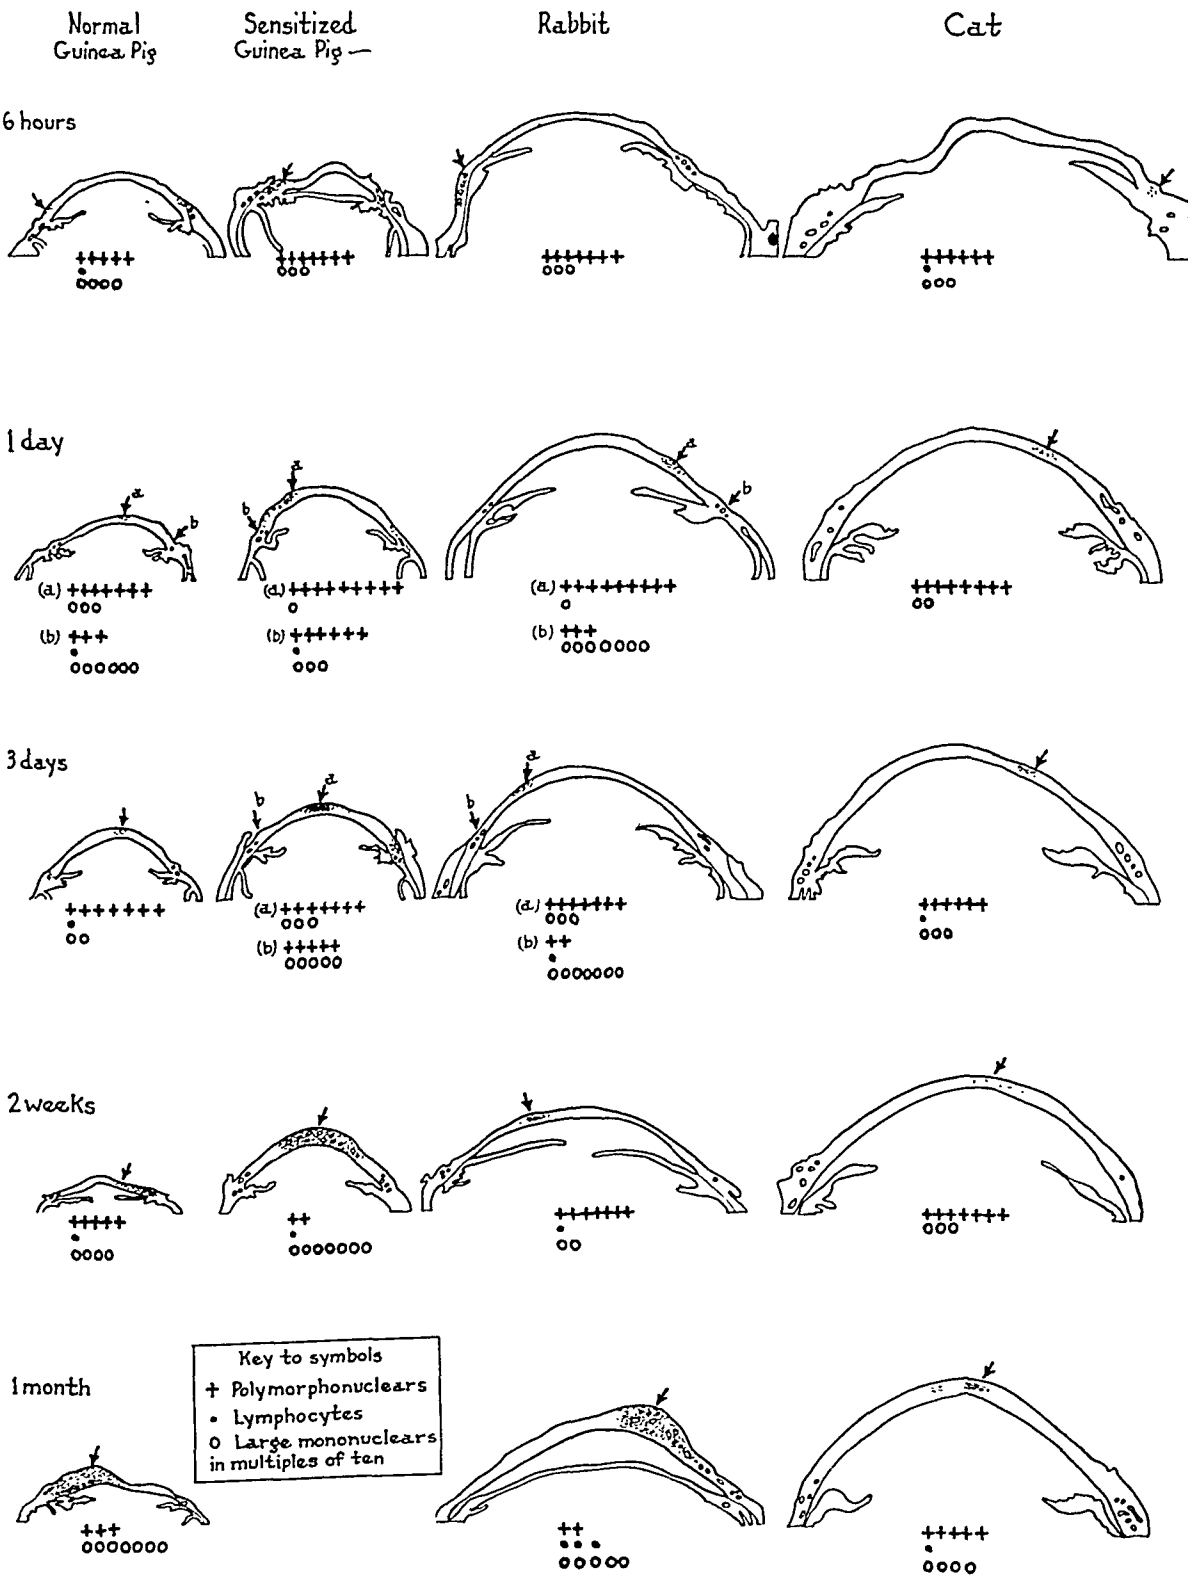 Normal
Guinea Pig
Sensitized
Guinea Pig —
Rabbit
Cat
6 hours
1 day
a
b
a
b
a
b
(a)
(b)
(a)
(b)
(a)
(b)
3 days
b
a
a
b
(a)
(b)
(a)
(b)
2 weeks
1 month
Key to symbols
+ Polymorphonuclears
• Lymphocytes
o Large mononuclears
in multiples of ten